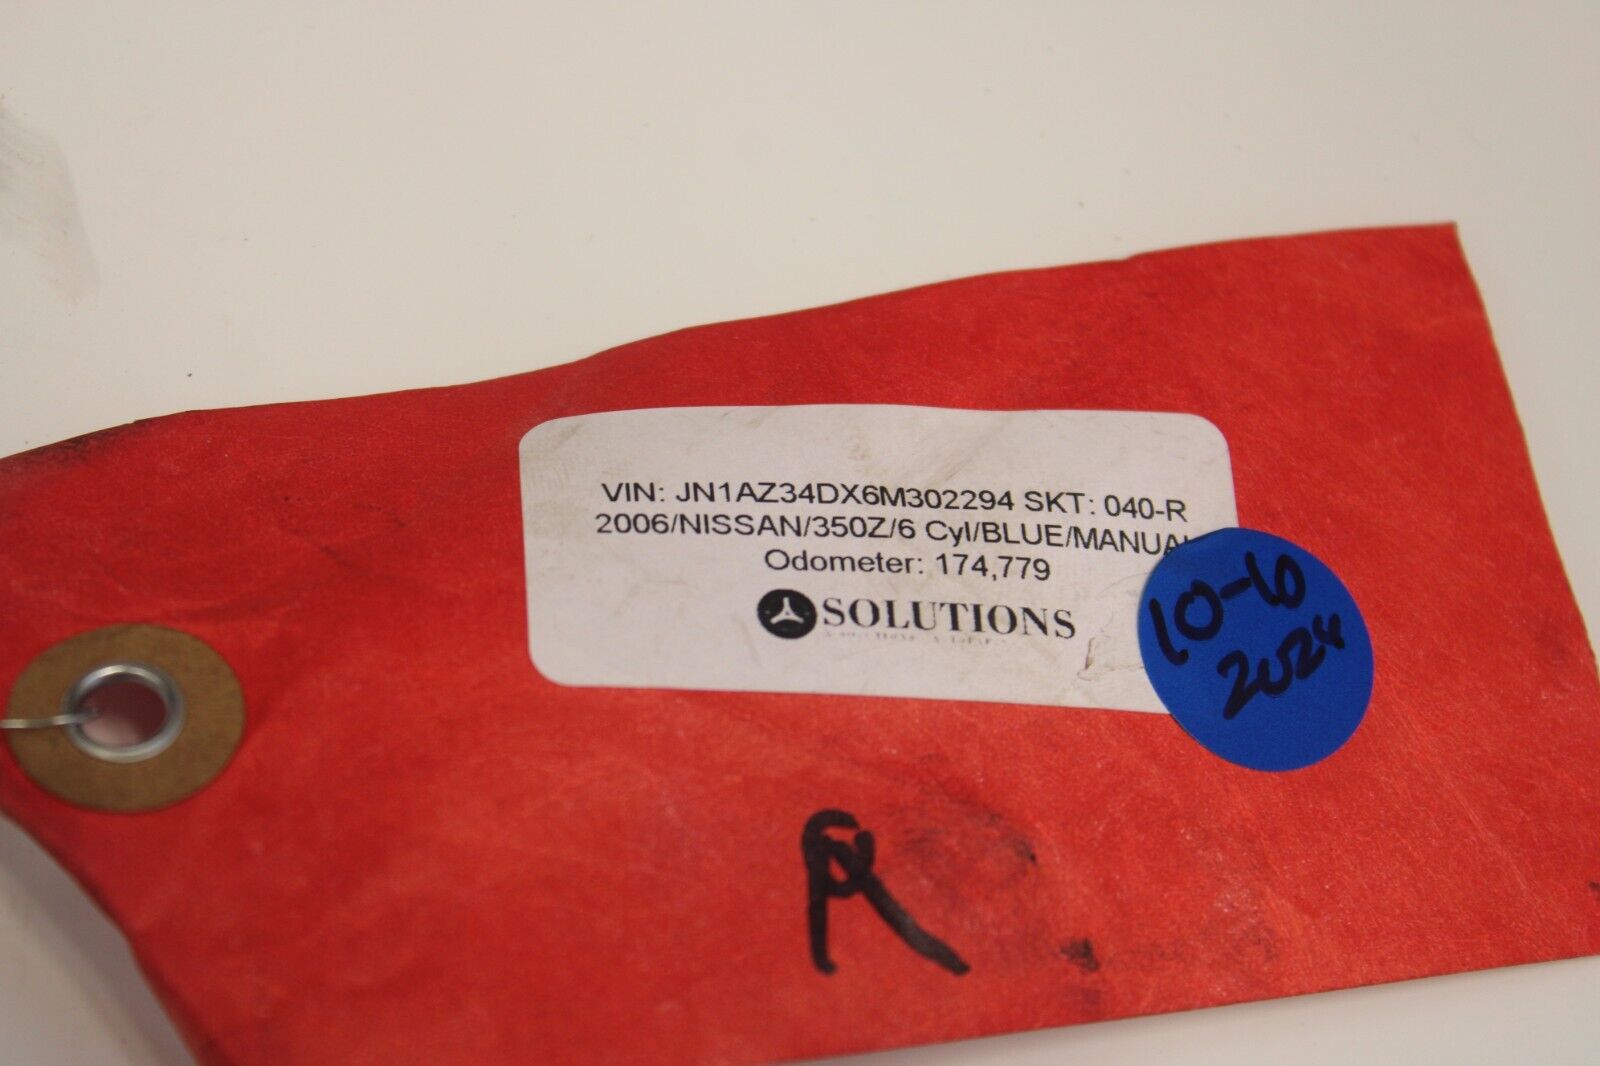 VIN: JN1AZ34DX6M302294 SKT: 040-R
2006/NISSAN/350Z/6 Cyl/BLUE/MANUAL
Odometer: 174,779
SOLUTIONS
10-10
2024
R